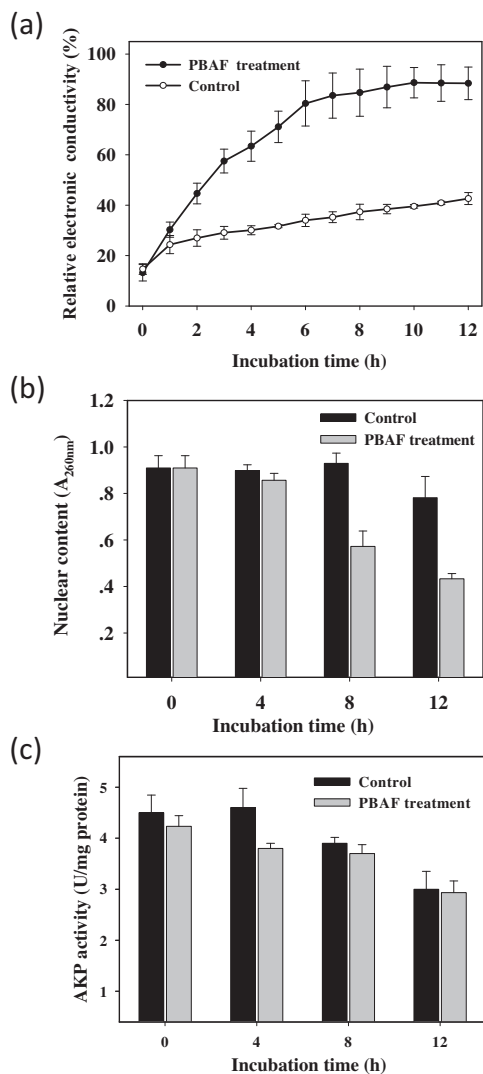 (a)
100
80
60
40
20
0
Relative electronic conductivity (%)
PBAF treatment
Control
0 2 4 6 8 10 12
Incubation time (h)
(b)
1.2
1.0
.8
.6
.4
.2
Nuclear content (A260nm)
Control
PBAF treatment
0 4 8 12
Incubation time (h)
(c)
5
4
3
2
1
AKP activity (U/mg protein)
Control
PBAF treatment
0 4 8 12
Incubation time (h)